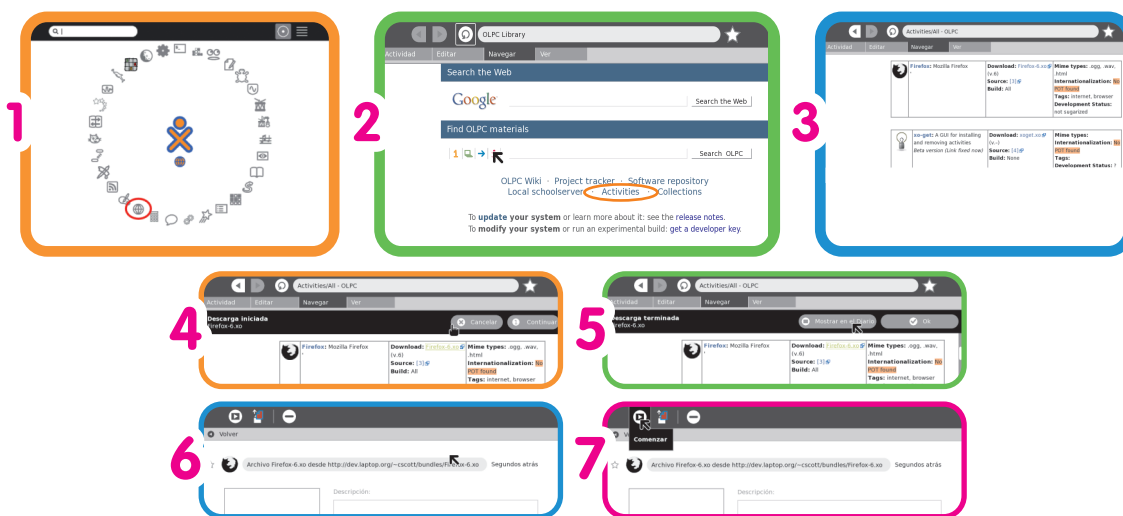 1
2
OLPC Library
Actividad Editar Navegar Ver
Search the Web
Google Search the Web
Find OLPC materials
1 Search OLPC
OLPC Wiki · Project tracker · Software repository
Local schoolserver · Activities · Collections
To update your system or learn more about it: see the release notes.
To modify your system or run an experimental build: get a developer key.
3
Activities/All - OLPC
Actividad Editar Navegar Ver
Firefox: Mozilla Firefox
Download: Firefox-6.xo
(v.6)
Source: [3]
Build: All
Mime types: .ogg, .wav,
.html
Internationalization: No
POT found
Tags: internet, browser
Development Status:
not sugarized
xo-get: A GUI for installing
and removing activities
Beta version (Link fixed now)
Download: xoget.xo
(v.-)
Source: [4]
Build: None
Mime types:
Internationalization: No
POT found
Tags:
Development Status: ?
4
Activities/All - OLPC
Actividad Editar Navegar Ver
Descarga iniciada
Firefox-6.xo
Cancelar Continuar
Firefox: Mozilla Firefox
Download: Firefox-6.xo
(v.6)
Source: [3]
Build: All
Mime types: .ogg, .wav,
.html
Internationalization: No
POT found
Tags: internet, browser
5
Activities/All - OLPC
Actividad Editar Navegar Ver
Descarga terminada
Firefox-6.xo
Mostrar en el Diario Ok
Firefox: Mozilla Firefox
Download: Firefox-6.xo
(v.6)
Source: [3]
Build: All
Mime types: .ogg, .wav,
.html
Internationalization: No
POT found
Tags: internet, browser
6
Volver
Archivo Firefox-6.xo desde http://dev.laptop.org/~cscott/bundles/Firefox-6.xo Segundos atrás
Descripción:
7
Comenzar
Archivo Firefox-6.xo desde http://dev.laptop.org/~cscott/bundles/Firefox-6.xo Segundos atrás
Descripción: